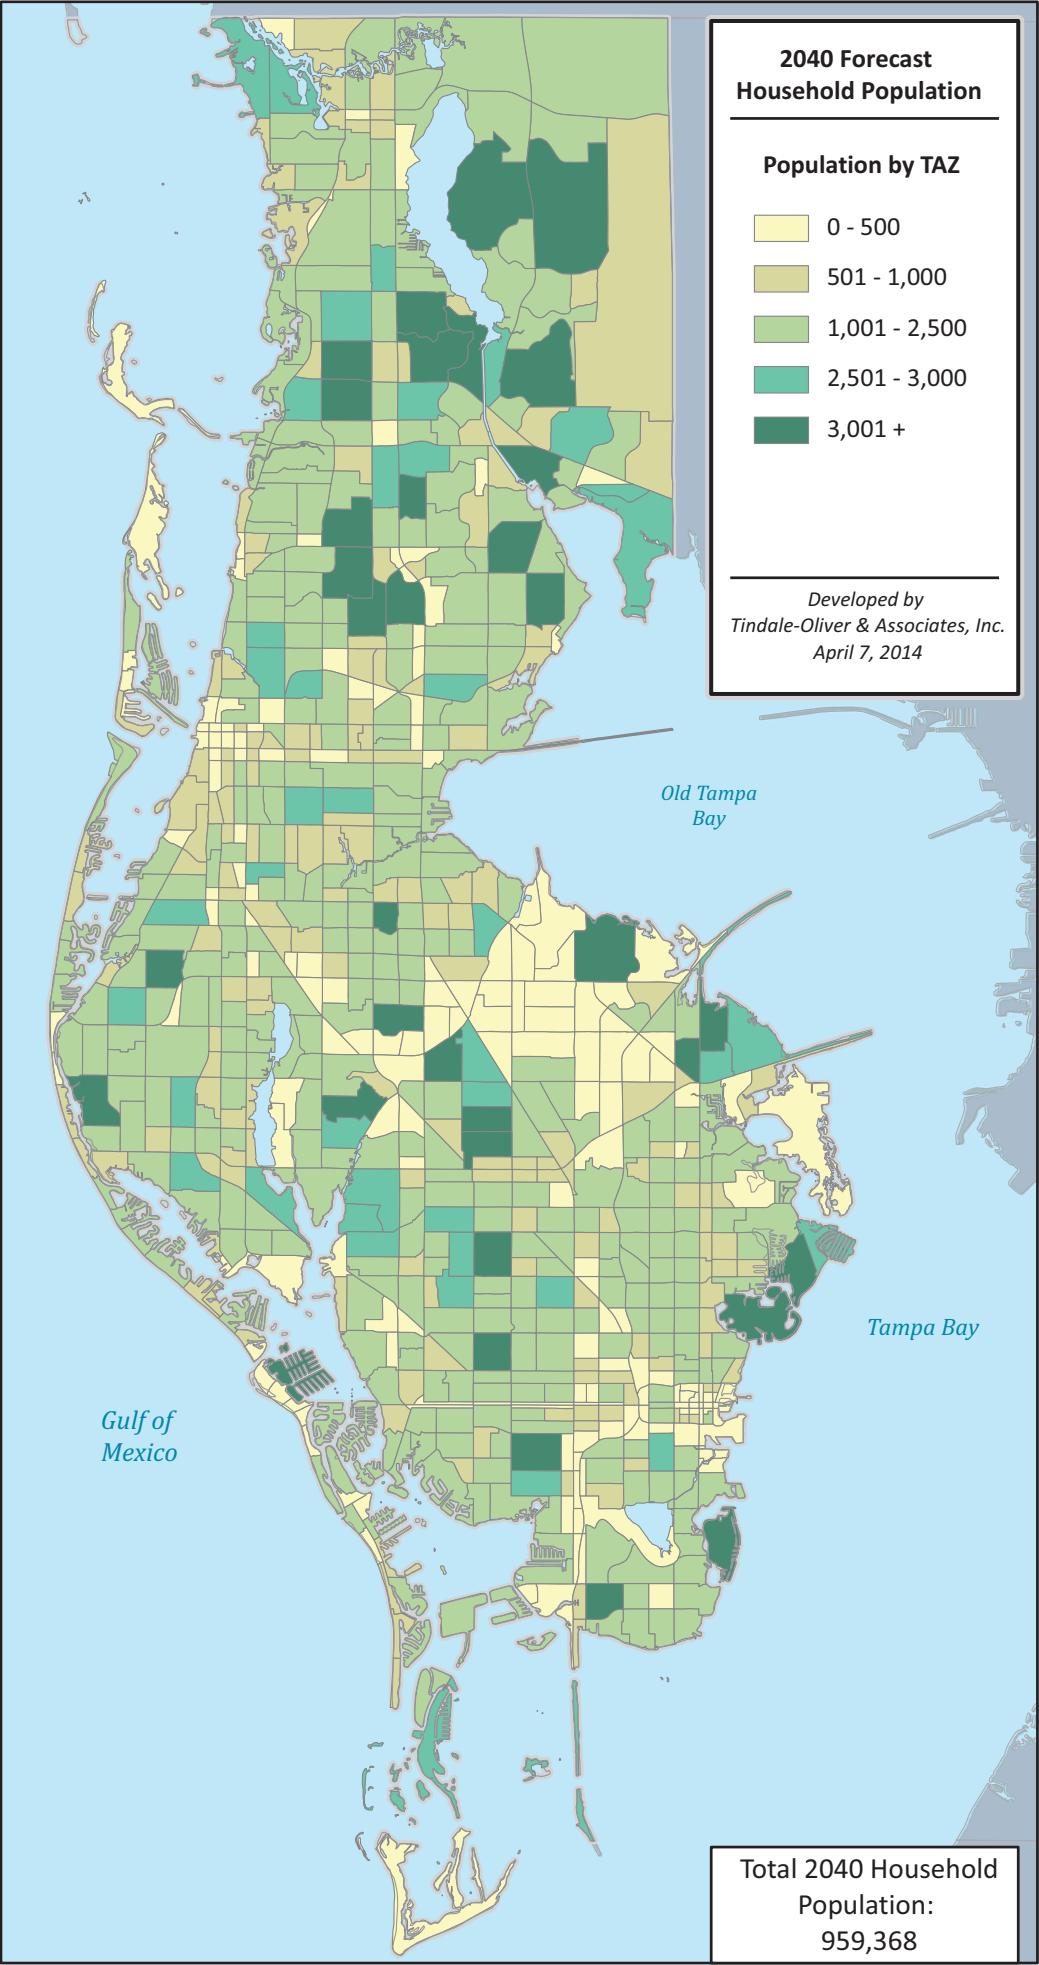 2040 Forecast
Household Population
Population by TAZ
0 - 500
501 - 1,000
1,001 - 2,500
2,501 - 3,000
3,001 +
Developed by
Tindale-Oliver & Associates, Inc.
April 7, 2014
Old Tampa
Bay
Tampa Bay
Gulf of
Mexico
Total 2040 Household
Population:
959,368